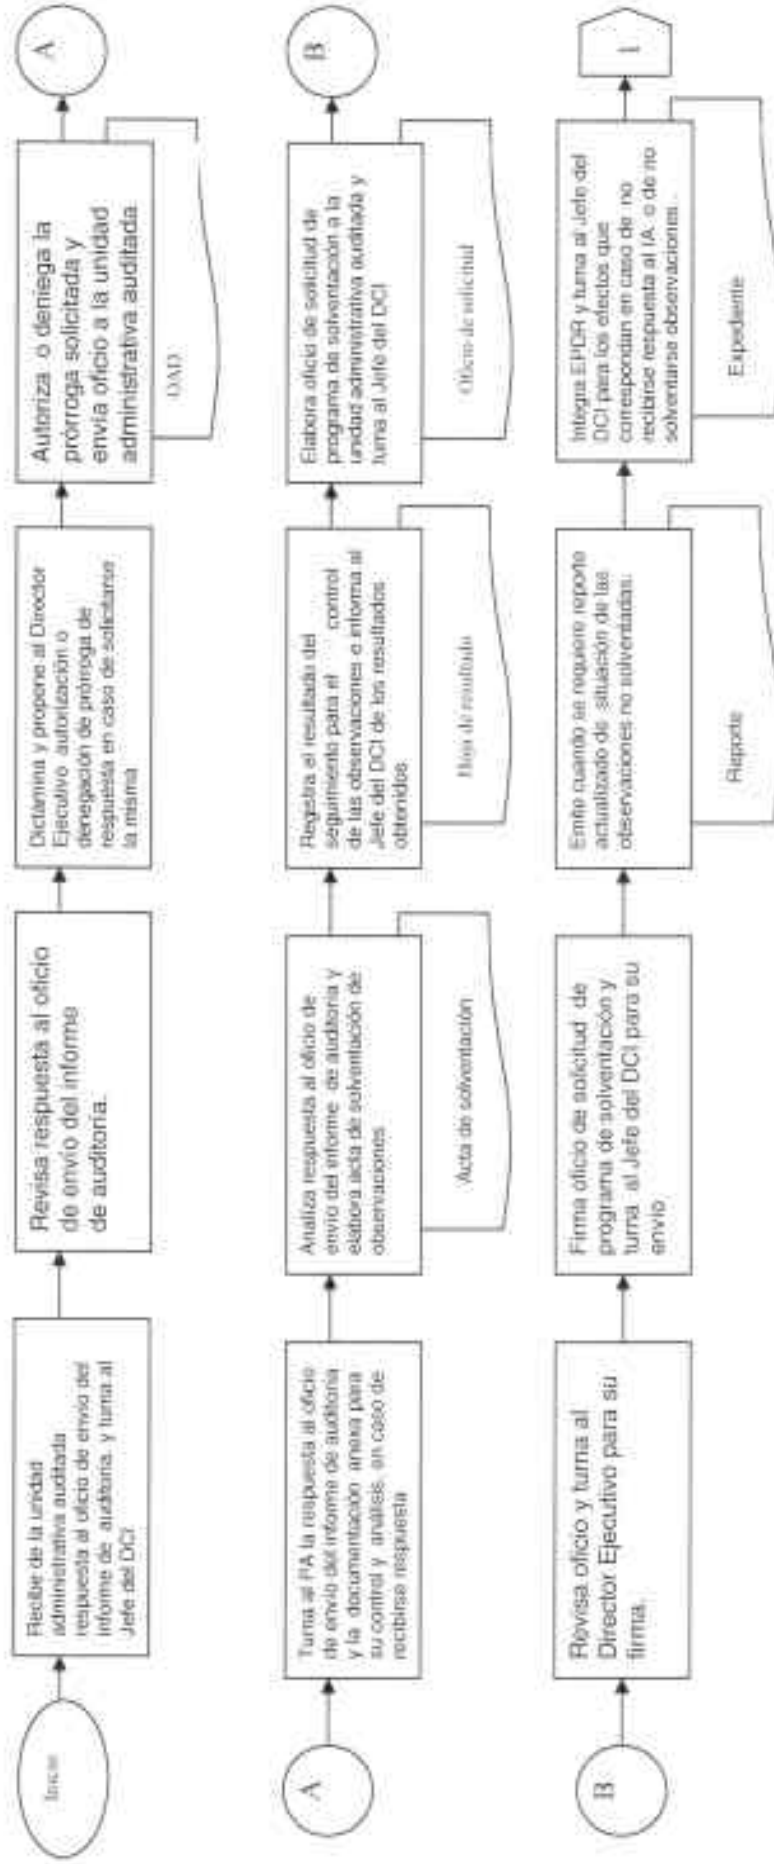 Inicio
Recibe de la unidad
administrativa auditada
respuesta al oficio de envío del
informe de auditoría, y turna al
Jefe del DCI
Revisa respuesta al oficio
de envío del informe
de auditoría.
Dictamina y propone al Director
Ejecutivo autorización o
denegación de prórroga de
respuesta en caso de solicitarse
la misma
Autoriza o deniega la
prórroga solicitada y
envía oficio a la unidad
administrativa auditada
OAD
A
A
Turna al PA la respuesta al oficio
de envío del informe de auditoría
y la documentación anexa para
su control y análisis, en caso de
recibirse respuesta
Analiza respuesta al oficio de
envío del informe de auditoría y
elabora acta de solventación de
observaciones
Acta de solventación
Registra el resultado del
seguimiento para el control
de las observaciones e informa al
Jefe del DCI de los resultados
obtenidos
Hoja de resultado
Elabora oficio de solicitud de
programa de solventación a la
unidad administrativa auditada y
turna al Jefe del DCI
Oficio de solicitud
B
B
Revisa oficio y turna al
Director Ejecutivo para su
firma.
Firma oficio de solicitud de
programa de solventación y
turna al Jefe del DCI para su
envío
Emite cuando se requiere reporte
actualizado de situación de las
observaciones no solventadas.
Reporte
Integra EPDR y turna al Jefe del
DCI para los efectos que
correspondan en caso de no
recibirse respuesta al IA o de no
solventarse observaciones.
Expediente
1